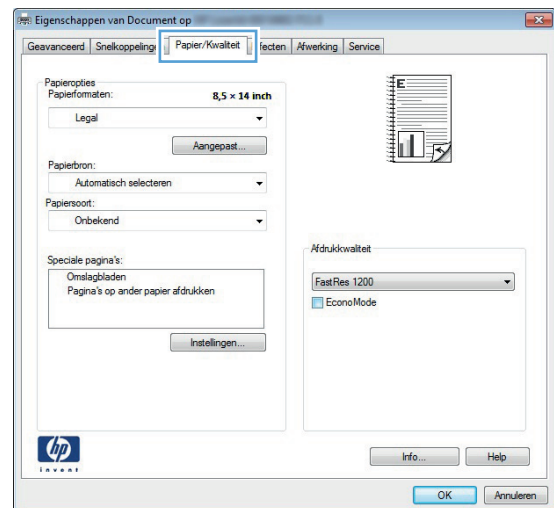 Eigenschappen van Document op
Geavanceerd
Snelkoppelinge
Papier/Kwaliteit
fecten
Afwerking
Service
Papieropties
Papierformaten:
8,5 × 14 inch
Legal
Aangepast...
Papierbron:
Automatisch selecteren
Papiersoort:
Onbekend
Speciale pagina's:
Omslagbladen
Pagina's op ander papier afdrukken
Instellingen...
E
Afdrukkwaliteit
FastRes 1200
EconoMode
hp
invent
Info...
Help
OK
Annuleren